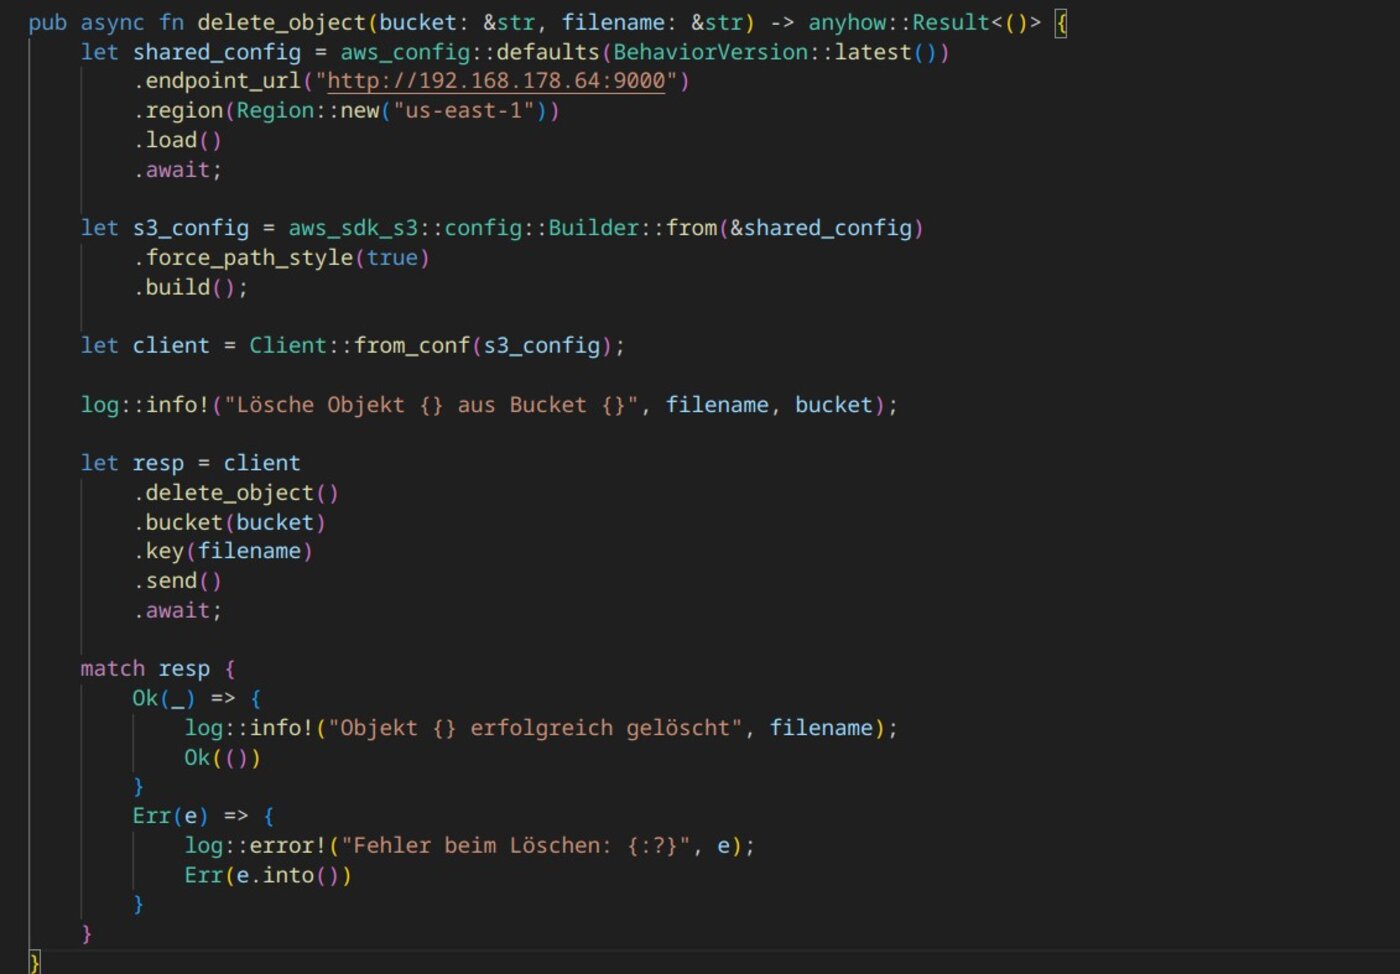 pub async fn delete_object(bucket: &str, filename: &str) -> anyhow::Result<()> {
    let shared_config = aws_config::defaults(BehaviorVersion::latest())
        .endpoint_url("http://192.168.178.64:9000")
        .region(Region::new("us-east-1"))
        .load()
        .await;

    let s3_config = aws_sdk_s3::config::Builder::from(&shared_config)
        .force_path_style(true)
        .build();

    let client = Client::from_conf(s3_config);

    log::info!("Lösche Objekt {} aus Bucket {}", filename, bucket);

    let resp = client
        .delete_object()
        .bucket(bucket)
        .key(filename)
        .send()
        .await;

    match resp {
        Ok(_) => {
            log::info!("Objekt {} erfolgreich gelöscht", filename);
            Ok(())
        }
        Err(e) => {
            log::error!("Fehler beim Löschen: {:?}", e);
            Err(e.into())
        }
    }
}